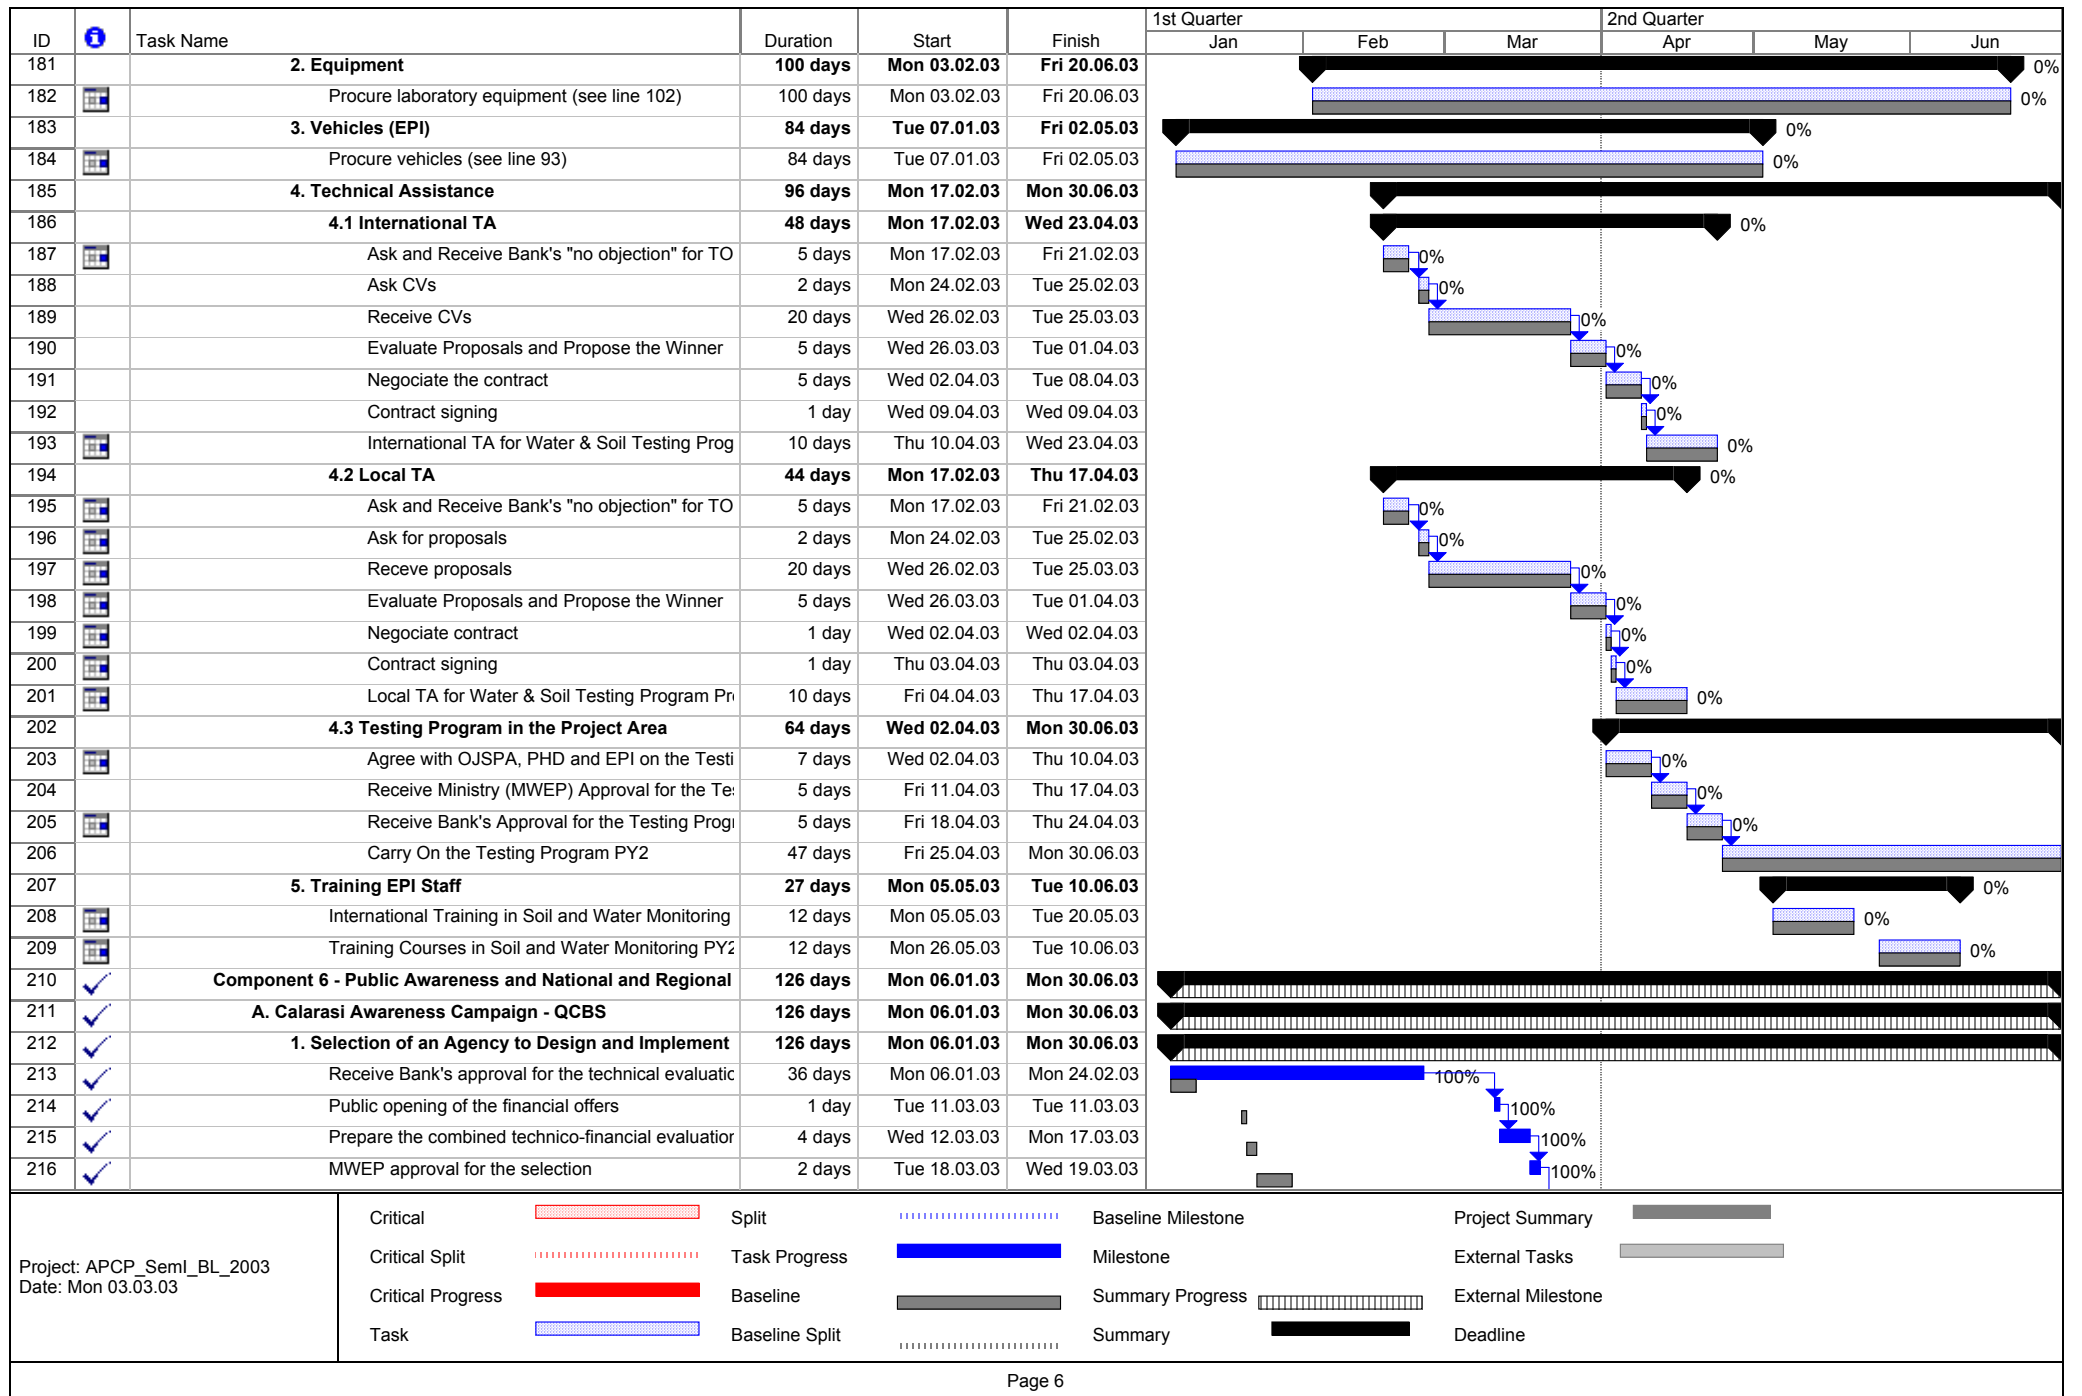 1st Quarter 2nd Quarter
ID Task Name Duration Start Finish Jan Feb Mar Apr May Jun
181 2. Equipment 100 days Mon 03.02.03 Fri 20.06.03 0%
182 Procure laboratory equipment (see line 102) 100 days Mon 03.02.03 Fri 20.06.03 0%
183 3. Vehicles (EPI) 84 days Tue 07.01.03 Fri 02.05.03 0%
184 Procure vehicles (see line 93) 84 days Tue 07.01.03 Fri 02.05.03 0%
185 4. Technical Assistance 96 days Mon 17.02.03 Mon 30.06.03
186 4.1 International TA 48 days Mon 17.02.03 Wed 23.04.03 0%
187 Ask and Receive Bank's "no objection" for TO 5 days Mon 17.02.03 Fri 21.02.03 0%
188 Ask CVs 2 days Mon 24.02.03 Tue 25.02.03 0%
189 Receive CVs 20 days Wed 26.02.03 Tue 25.03.03 0%
190 Evaluate Proposals and Propose the Winner 5 days Wed 26.03.03 Tue 01.04.03 0%
191 Negociate the contract 5 days Wed 02.04.03 Tue 08.04.03 0%
192 Contract signing 1 day Wed 09.04.03 Wed 09.04.03 0%
193 International TA for Water & Soil Testing Prog 10 days Thu 10.04.03 Wed 23.04.03 0%
194 4.2 Local TA 44 days Mon 17.02.03 Thu 17.04.03 0%
195 Ask and Receive Bank's "no objection" for TO 5 days Mon 17.02.03 Fri 21.02.03 0%
196 Ask for proposals 2 days Mon 24.02.03 Tue 25.02.03 0%
197 Receve proposals 20 days Wed 26.02.03 Tue 25.03.03 0%
198 Evaluate Proposals and Propose the Winner 5 days Wed 26.03.03 Tue 01.04.03 0%
199 Negociate contract 1 day Wed 02.04.03 Wed 02.04.03 0%
200 Contract signing 1 day Thu 03.04.03 Thu 03.04.03 0%
201 Local TA for Water & Soil Testing Program Pr 10 days Fri 04.04.03 Thu 17.04.03 0%
202 4.3 Testing Program in the Project Area 64 days Wed 02.04.03 Mon 30.06.03
203 Agree with OJSPA, PHD and EPI on the Testi 7 days Wed 02.04.03 Thu 10.04.03 0%
204 Receive Ministry (MWEP) Approval for the Te 5 days Fri 11.04.03 Thu 17.04.03 0%
205 Receive Bank's Approval for the Testing Prog 5 days Fri 18.04.03 Thu 24.04.03 0%
206 Carry On the Testing Program PY2 47 days Fri 25.04.03 Mon 30.06.03
207 5. Training EPI Staff 27 days Mon 05.05.03 Tue 10.06.03 0%
208 International Training in Soil and Water Monitoring 12 days Mon 05.05.03 Tue 20.05.03 0%
209 Training Courses in Soil and Water Monitoring PY2 12 days Mon 26.05.03 Tue 10.06.03 0%
210 Component 6 - Public Awareness and National and Regional 126 days Mon 06.01.03 Mon 30.06.03
211 A. Calarasi Awareness Campaign - QCBS 126 days Mon 06.01.03 Mon 30.06.03
212 1. Selection of an Agency to Design and Implement 126 days Mon 06.01.03 Mon 30.06.03
213 Receive Bank's approval for the technical evaluatio 36 days Mon 06.01.03 Mon 24.02.03 100%
214 Public opening of the financial offers 1 day Tue 11.03.03 Tue 11.03.03 100%
215 Prepare the combined technico-financial evaluation 4 days Wed 12.03.03 Mon 17.03.03 100%
216 MWEP approval for the selection 2 days Tue 18.03.03 Wed 19.03.03 100%
Critical Split Baseline Milestone Project Summary
Critical Split Task Progress Milestone External Tasks
Project: APCP_SemI_BL_2003
Date: Mon 03.03.03
Critical Progress Baseline Summary Progress External Milestone
Task Baseline Split Summary Deadline
Page 6